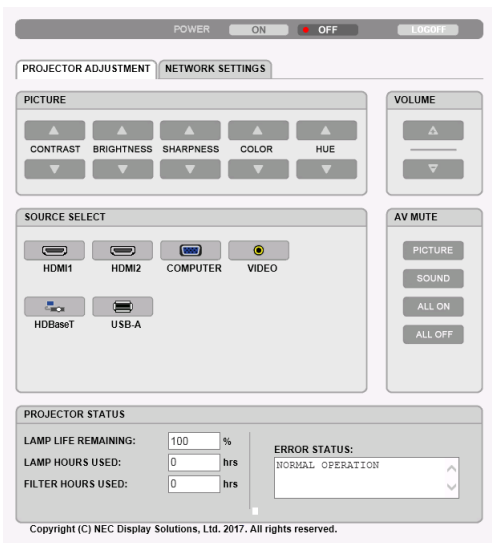 POWER ON OFF LOGOFF
PROJECTOR ADJUSTMENT NETWORK SETTINGS
PICTURE
CONTRAST BRIGHTNESS SHARPNESS COLOR HUE
VOLUME
SOURCE SELECT
HDMI1 HDMI2 COMPUTER VIDEO
HDBaseT USB-A
AV MUTE
PICTURE
SOUND
ALL ON
ALL OFF
PROJECTOR STATUS
LAMP LIFE REMAINING: 100 %
LAMP HOURS USED: 0 hrs
FILTER HOURS USED: 0 hrs
ERROR STATUS:
NORMAL OPERATION
Copyright (C) NEC Display Solutions, Ltd. 2017. All rights reserved.